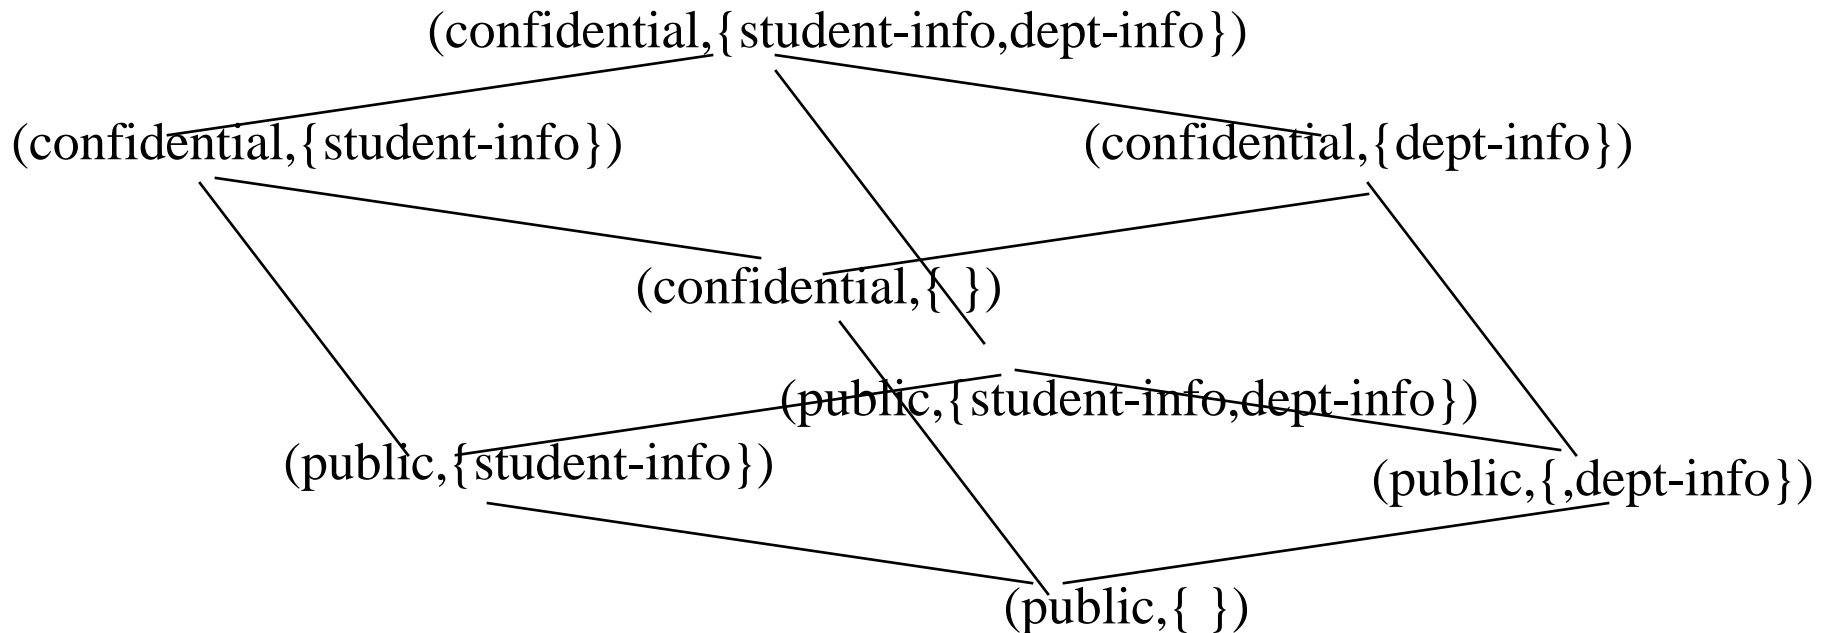 (confidential,{student-info,dept-info})
(confidential,{student-info})
(confidential,{dept-info})
(confidential,{ })
(public,{student-info,dept-info})
(public,{student-info})
(public,{,dept-info})
(public,{ })